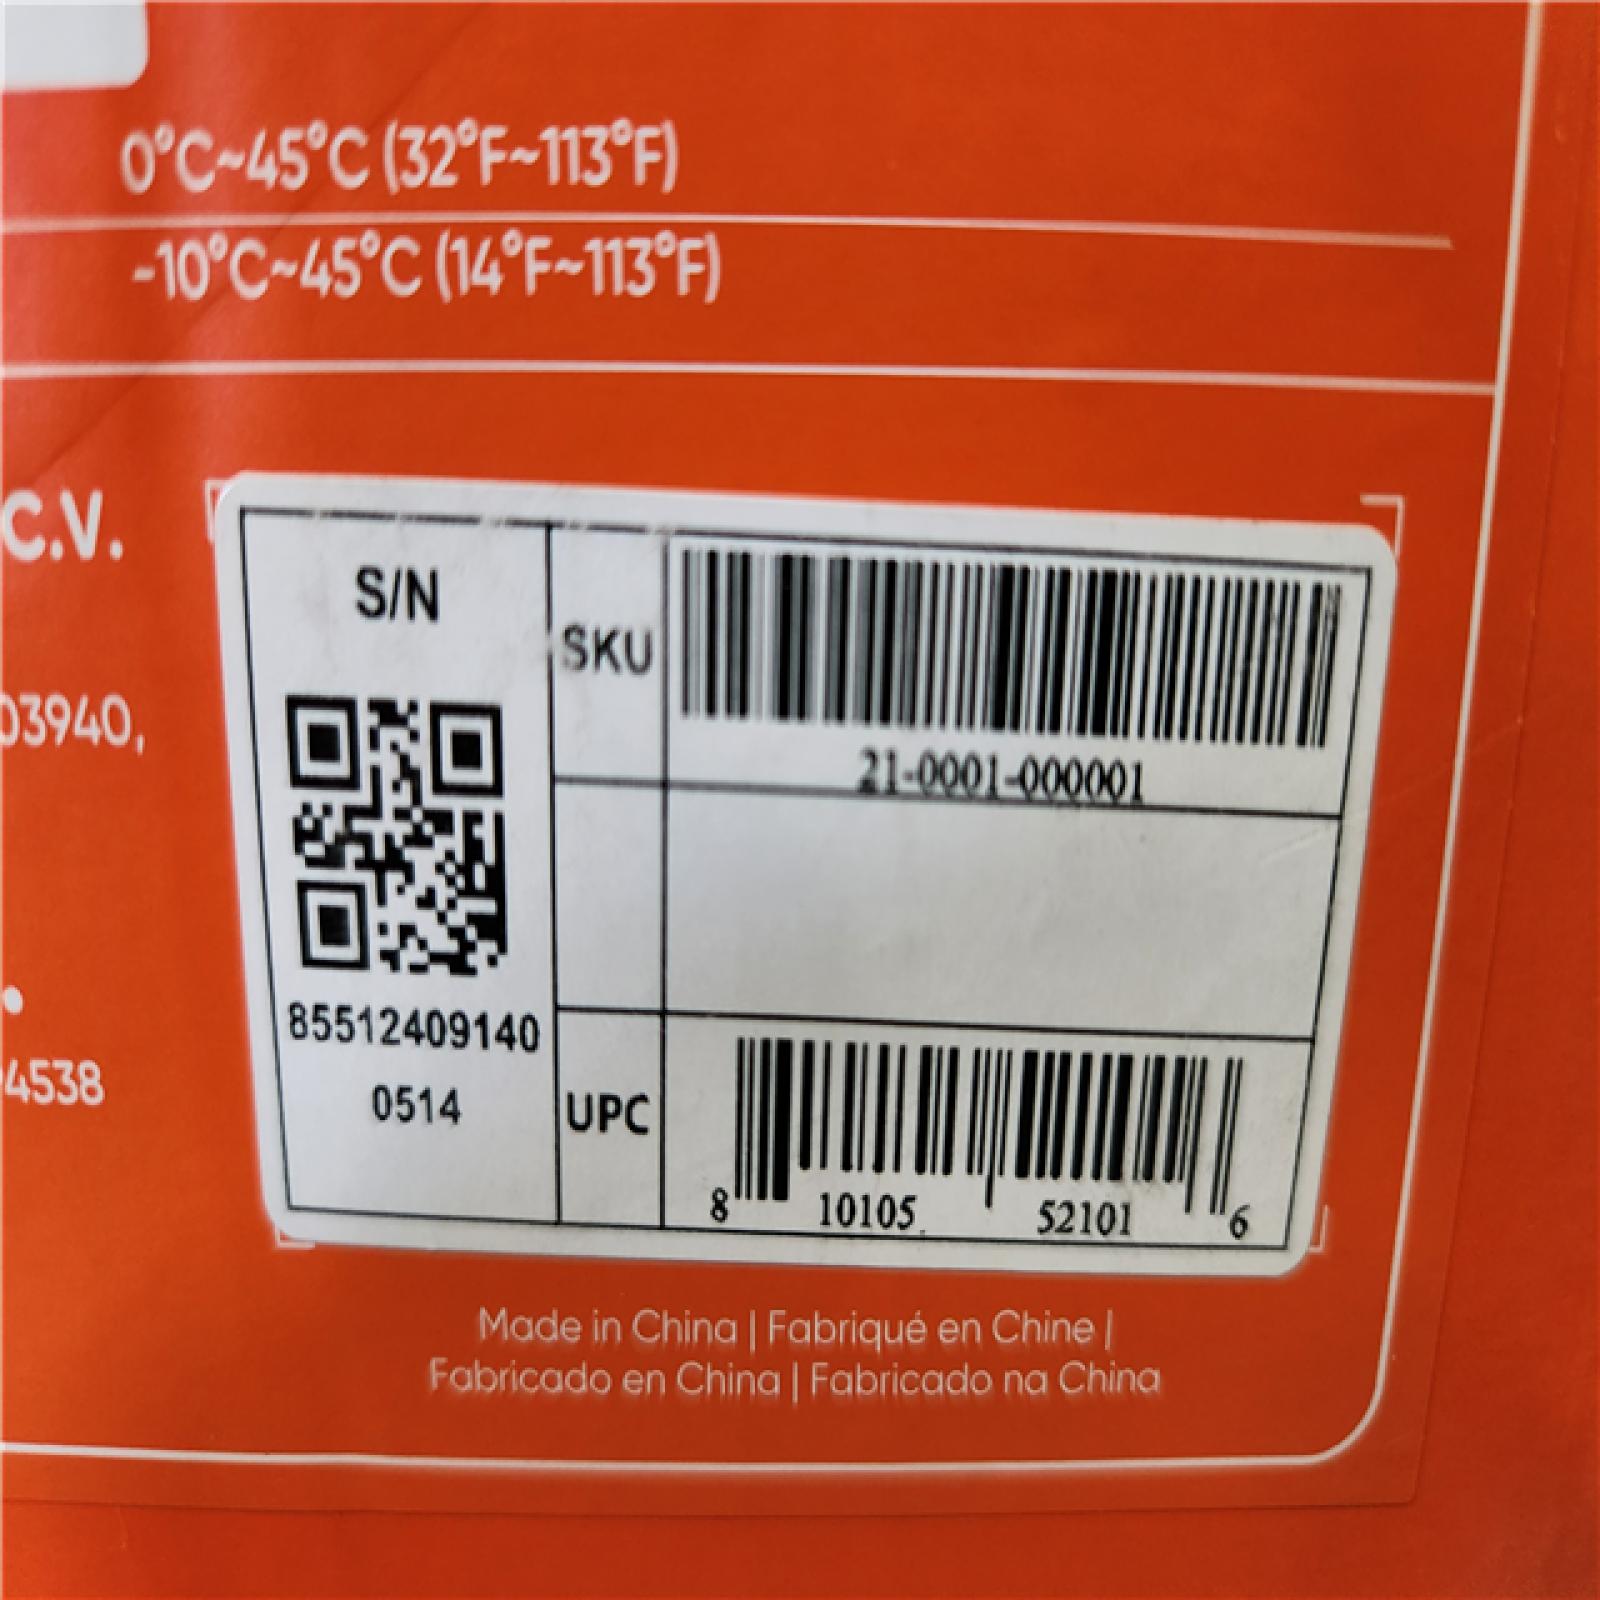 0°C~45°C (32°F~113°F)
-10°C~45°C (14°F~113°F)
C.V.
03940,
4538
S/N
85512409140
0514
SKU
21-0001-000001
UPC
8 10105 52101 6
Made in China | Fabriqué en Chine |
Fabricado en China | Fabricado na China